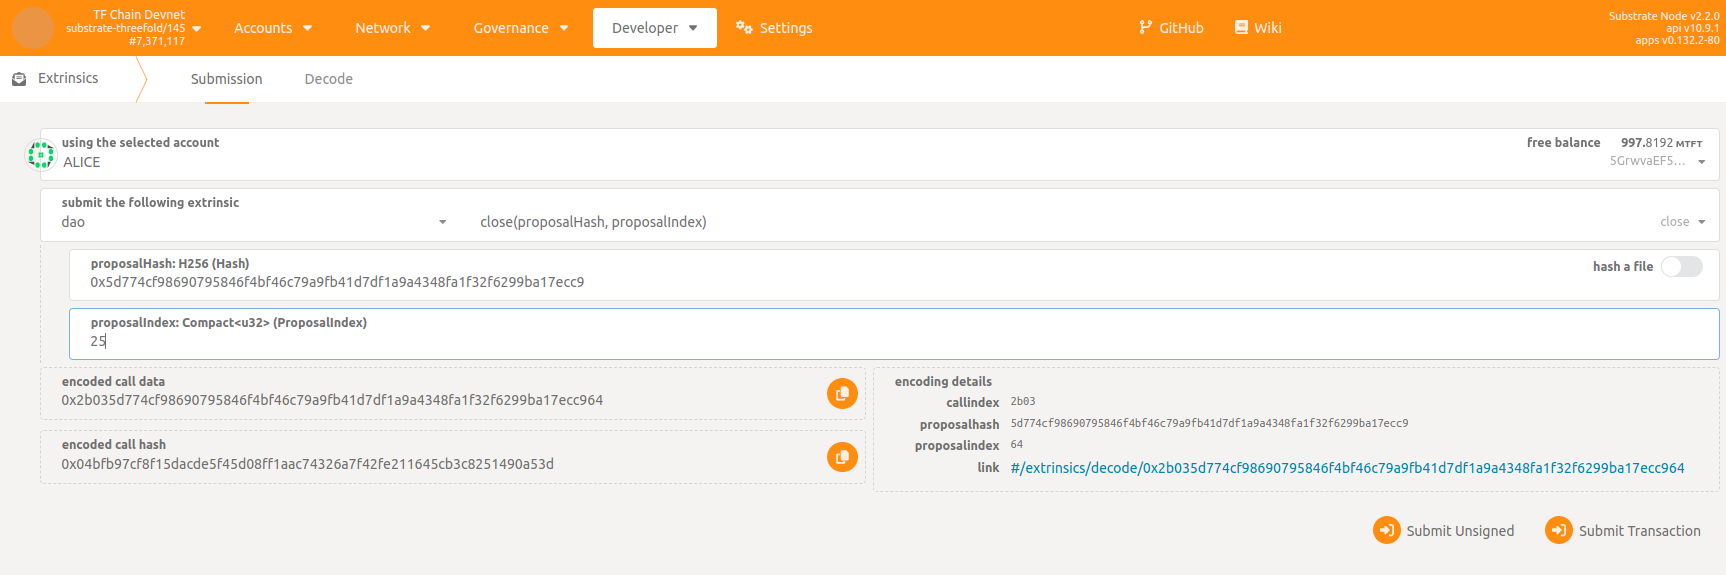 TF Chain Devnet
substrate-threefold/145
#7,371,117
Accounts
Network
Governance
Developer
Settings
GitHub
Wiki
Substrate Node v2.2.0
api v10.9.1
apps v0.132.2-80
Extrinsics
Submission
Decode
using the selected account
ALICE
free balance 997.8192 MTFT
5GrwvaEF5...
submit the following extrinsic
dao
close(proposalHash, proposalIndex)
close
proposalHash: H256 (Hash)
0x5d774cf98690795846f4bf46c79a9fb41d7df1a9a4348fa1f32f6299ba17ecc9
hash a file
proposalIndex: Compact<u32> (ProposalIndex)
25
encoded call data
0x2b035d774cf98690795846f4bf46c79a9fb41d7df1a9a4348fa1f32f6299ba17ecc964
encoded call hash
0x04bfb97cf8f15dacde5f45d08ff1aac74326a7f42fe211645cb3c8251490a53d
encoding details
callindex 2b03
proposalhash 5d774cf98690795846f4bf46c79a9fb41d7df1a9a4348fa1f32f6299ba17ecc9
proposalindex 64
link #/extrinsics/decode/0x2b035d774cf98690795846f4bf46c79a9fb41d7df1a9a4348fa1f32f6299ba17ecc964
Submit Unsigned
Submit Transaction